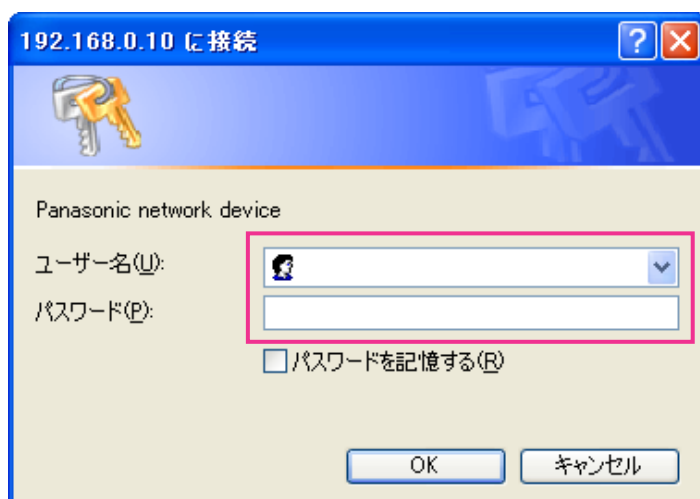 192.168.0.10 に接続
Panasonic network device
ユーザー名(U):
パスワード(P):
パスワードを記憶する(R)
OK
キャンセル